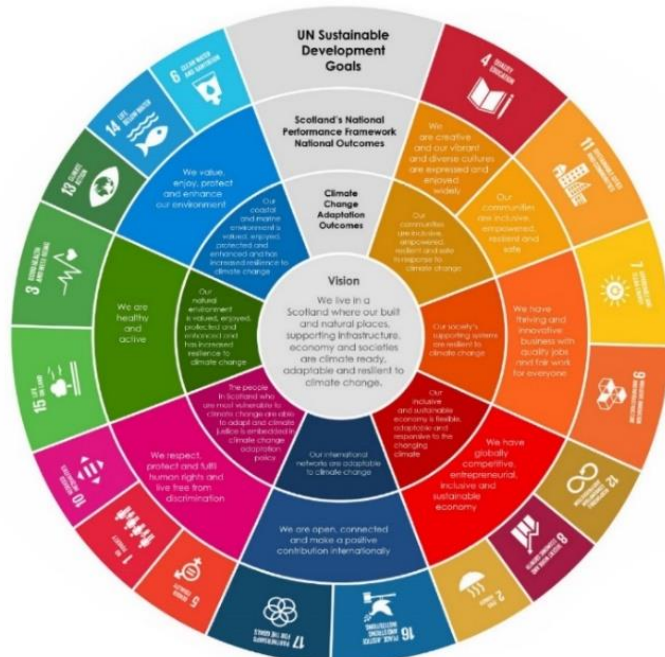 UN Sustainable
Development
Goals
Scotland's National
Performance Framework
National Outcomes
Climate
Change
Adaptation
Outcomes
Vision
We live in a
Scotland where our built
and natural places,
supporting infrastructure,
economy and societies
are climate ready,
adaptable and resilient to
climate change.
4 QUALITY
EDUCATION
We
are creative
and our vibrant
and diverse cultures
are expressed and
enjoyed
widely
11 SUSTAINABLE CITIES
AND COMMUNITIES
Our
communities
are inclusive,
empowered,
resilient and
safe
Our
communities
are inclusive,
empowered,
resilient and safe
in response to
climate change
7
We have
thriving and
innovative
business with
quality jobs
and fair work
for everyone
Our society's
supporting systems
are resilient to
climate change
9
12
We have
globally
competitive,
entrepreneurial,
inclusive and
sustainable
economy
Our
inclusive
and sustainable
economy is flexible,
adaptable and
responsive to the
changing
climate
8 DECENT WORK AND
ECONOMIC GROWTH
2 ZERO
HUNGER
16 PEACE, JUSTICE
AND STRONG
INSTITUTIONS
17 PARTNERSHIPS
FOR THE GOALS
We are open, connected
and make a positive
contribution internationally
Our international
networks are adaptable
to climate change
5 GENDER
EQUALITY
1 POVERTY
10 REDUCED
INEQUALITIES
We respect,
protect and fulfil
human rights and
live free from
discrimination
The people
in Scotland who
are most vulnerable to
climate change are able
to adapt and climate
justice is embedded in
climate change
adaptation
policy
15 LIFE
ON LAND
3 GOOD HEALTH
AND WELL-BEING
We are
healthy
and
active
Our
natural
environment
is valued, enjoyed,
protected and
enhanced and
has increased
resilience to
climate change
13 CLIMATE
ACTION
14 LIFE
BELOW WATER
6 CLEAN WATER
AND SANITATION
We value,
enjoy, protect
and enhance
our environment
Our
coastal
and marine
environment is
valued, enjoyed,
protected and
enhanced and has
increased resilience to
climate change